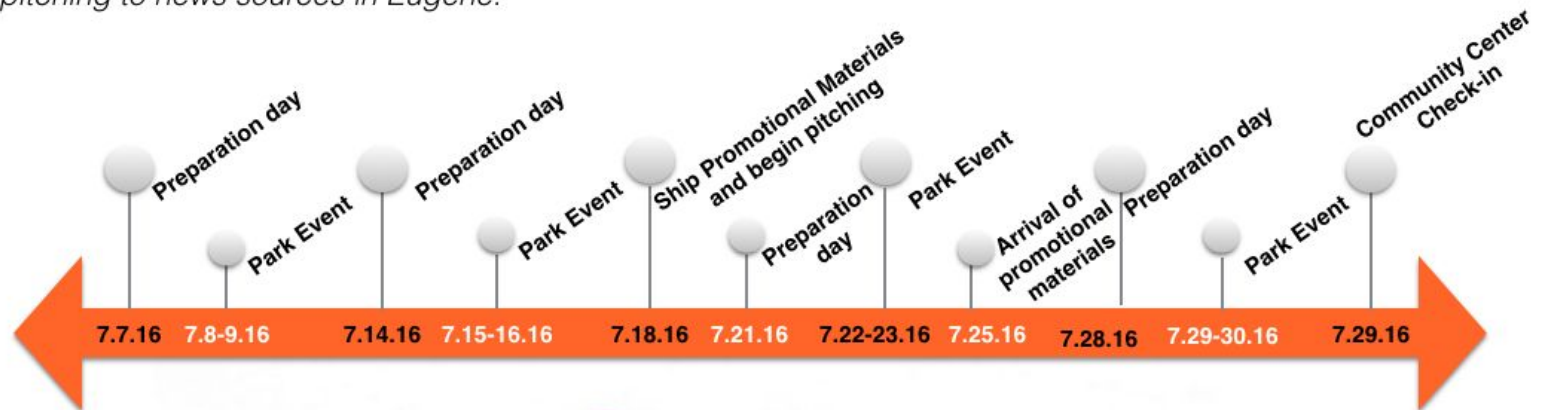 pitching to news sources in Eugene.
Preparation day
Park Event
Preparation day
Park Event
Ship Promotional Materials
and begin pitching
Preparation
day
Park Event
Arrival of
promotional
materials
Preparation day
Park Event
Community Center
Check-in
7.7.16 7.8-9.16 7.14.16 7.15-16.16 7.18.16 7.21.16 7.22-23.16 7.25.16 7.28.16 7.29-30.16 7.29.16